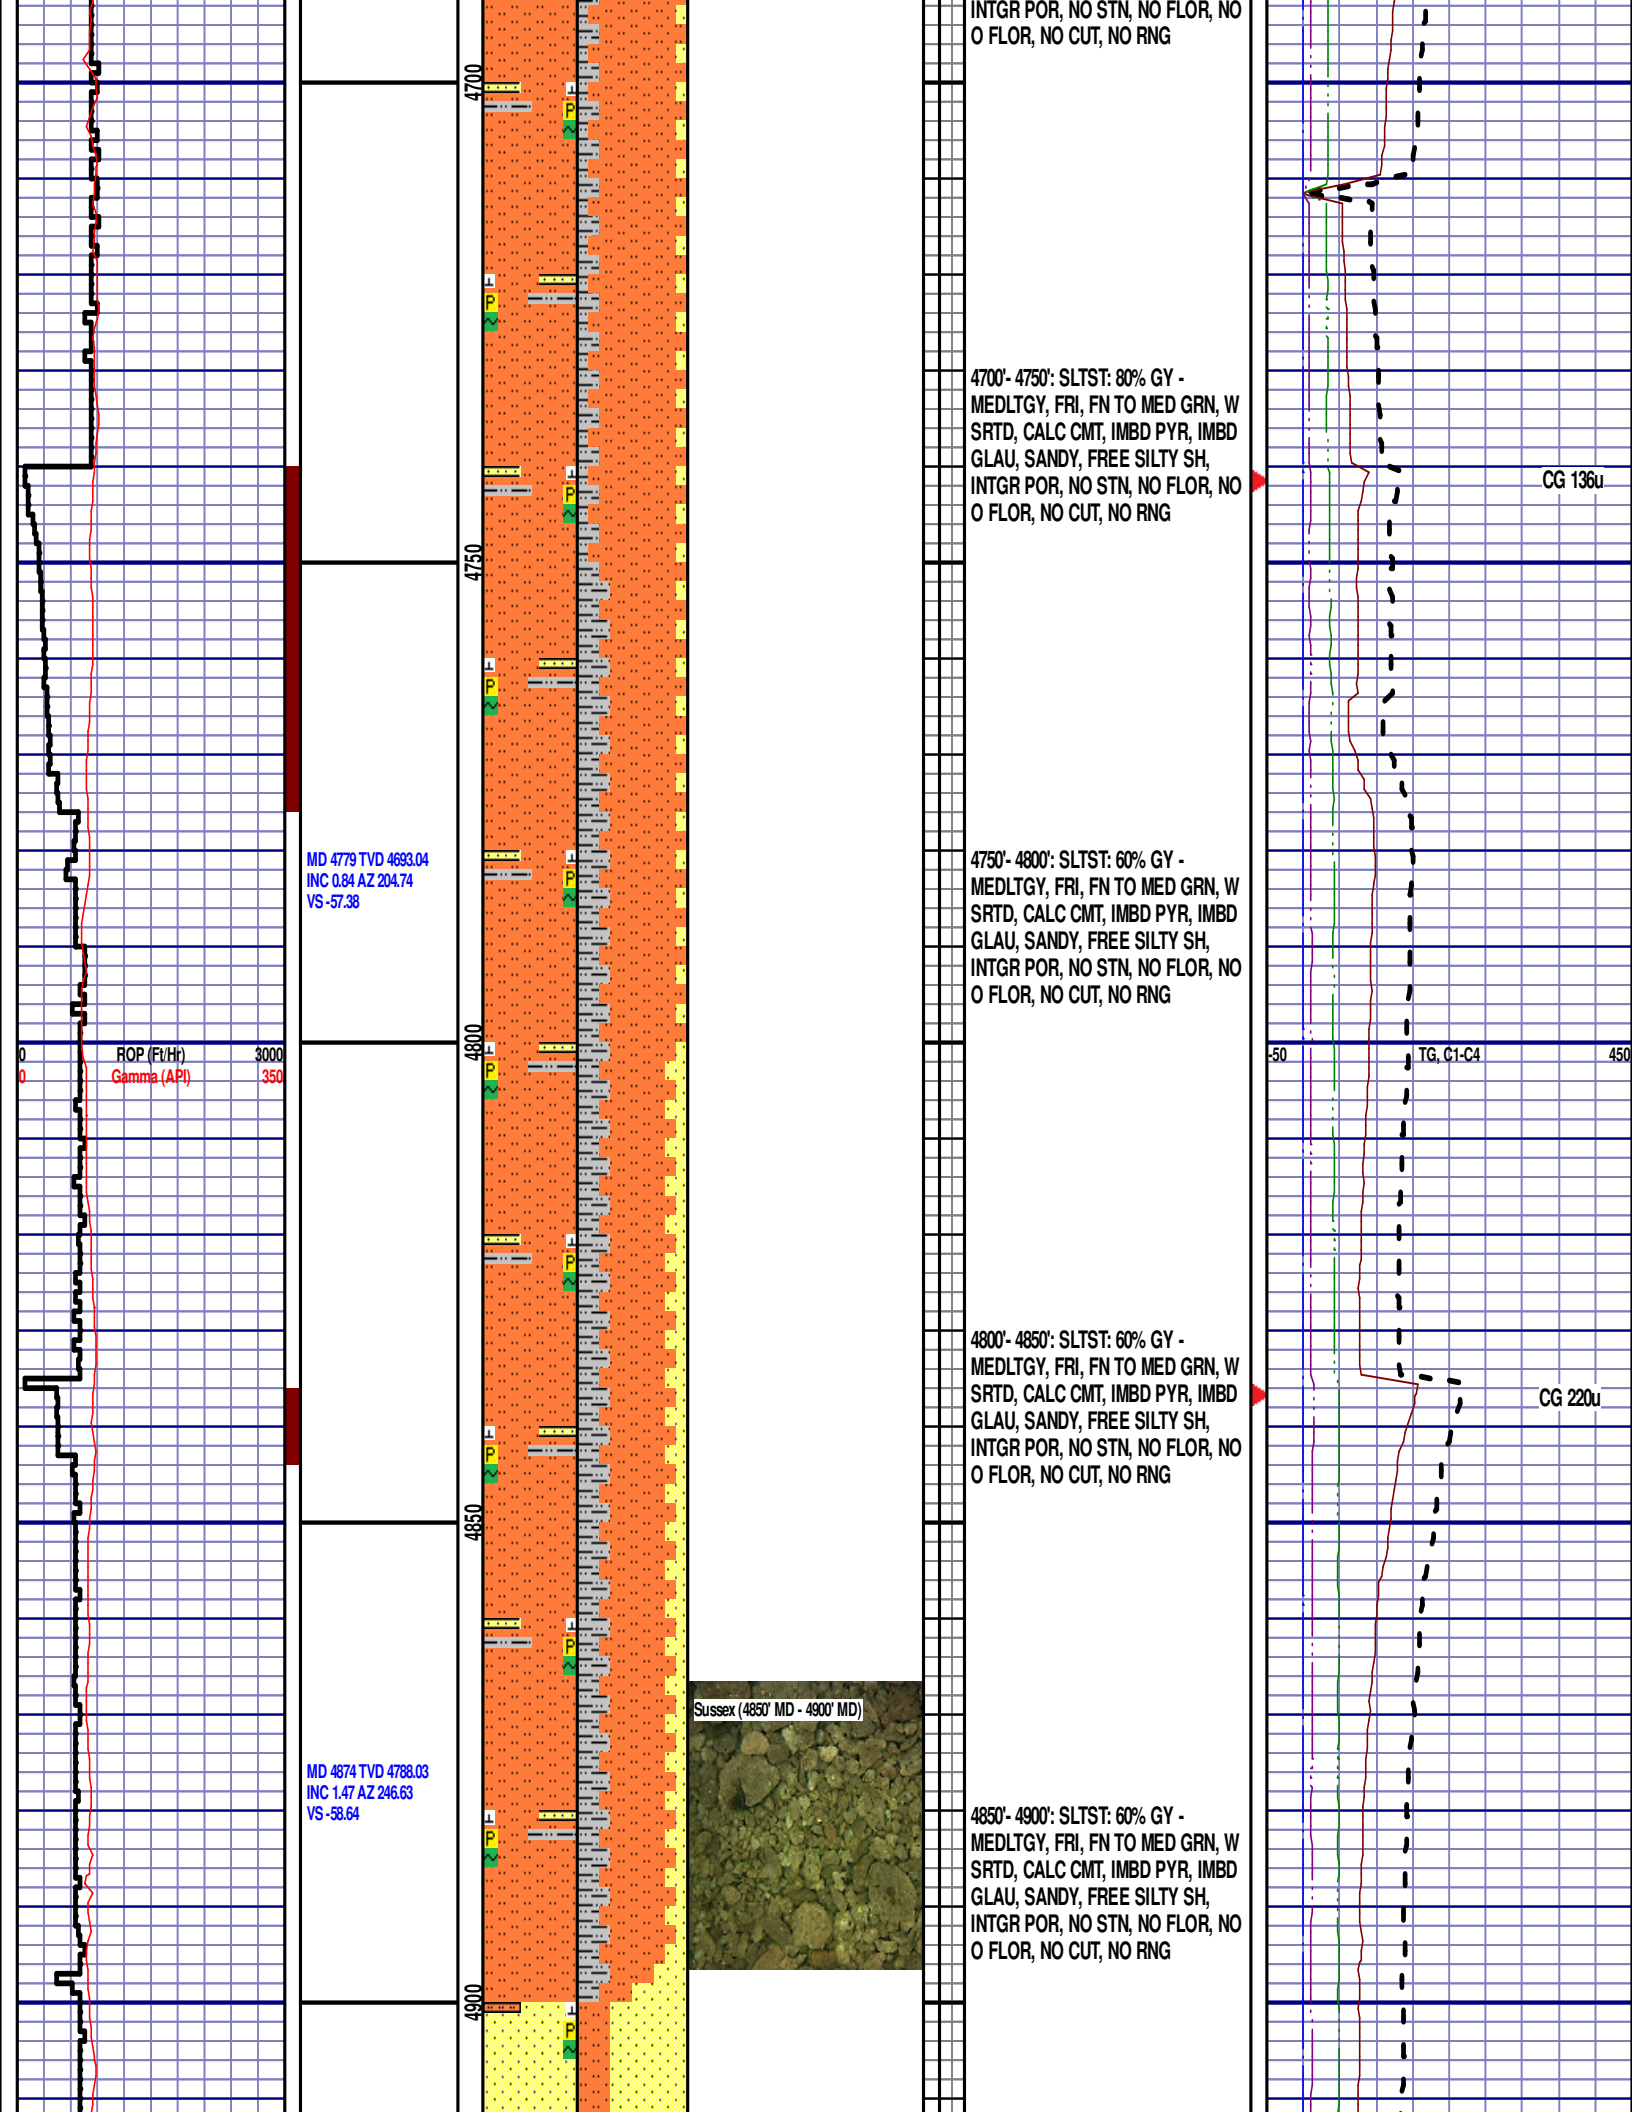 INTGR POR, NO STN, NO FLOR, NO
O FLOR, NO CUT, NO RNG
4700
P
P
4700'- 4750': SLTST: 80% GY -
MEDLTGY, FRI, FN TO MED GRN, W
SRTD, CALC CMT, IMBD PYR, IMBD
GLAU, SANDY, FREE SILTY SH,
INTGR POR, NO STN, NO FLOR, NO
O FLOR, NO CUT, NO RNG
CG 136u
P
4750
P
MD 4779 TVD 4693.04
INC 0.84 AZ 204.74
VS -57.38
P
4750'- 4800': SLTST: 60% GY -
MEDLTGY, FRI, FN TO MED GRN, W
SRTD, CALC CMT, IMBD PYR, IMBD
GLAU, SANDY, FREE SILTY SH,
INTGR POR, NO STN, NO FLOR, NO
O FLOR, NO CUT, NO RNG
4800
0 ROP (Ft/Hr) 3000
0 Gamma (API) 350
-50 TG, C1-C4 450
P
P
4800'- 4850': SLTST: 60% GY -
MEDLTGY, FRI, FN TO MED GRN, W
SRTD, CALC CMT, IMBD PYR, IMBD
GLAU, SANDY, FREE SILTY SH,
INTGR POR, NO STN, NO FLOR, NO
O FLOR, NO CUT, NO RNG
CG 220u
P
4850
P
Sussex (4850' MD - 4900' MD)
MD 4874 TVD 4788.03
INC 1.47 AZ 246.63
VS -58.64
P
4850'- 4900': SLTST: 60% GY -
MEDLTGY, FRI, FN TO MED GRN, W
SRTD, CALC CMT, IMBD PYR, IMBD
GLAU, SANDY, FREE SILTY SH,
INTGR POR, NO STN, NO FLOR, NO
O FLOR, NO CUT, NO RNG
4900
P